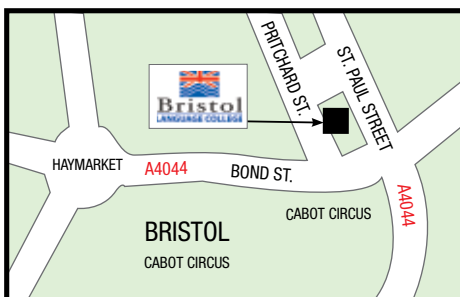 PRITCHARD ST.
ST. PAUL STREET
Bristol
LANGUAGE COLLEGE
HAYMARKET
A4044
BOND ST.
A4044
CABOT CIRCUS
BRISTOL
CABOT CIRCUS